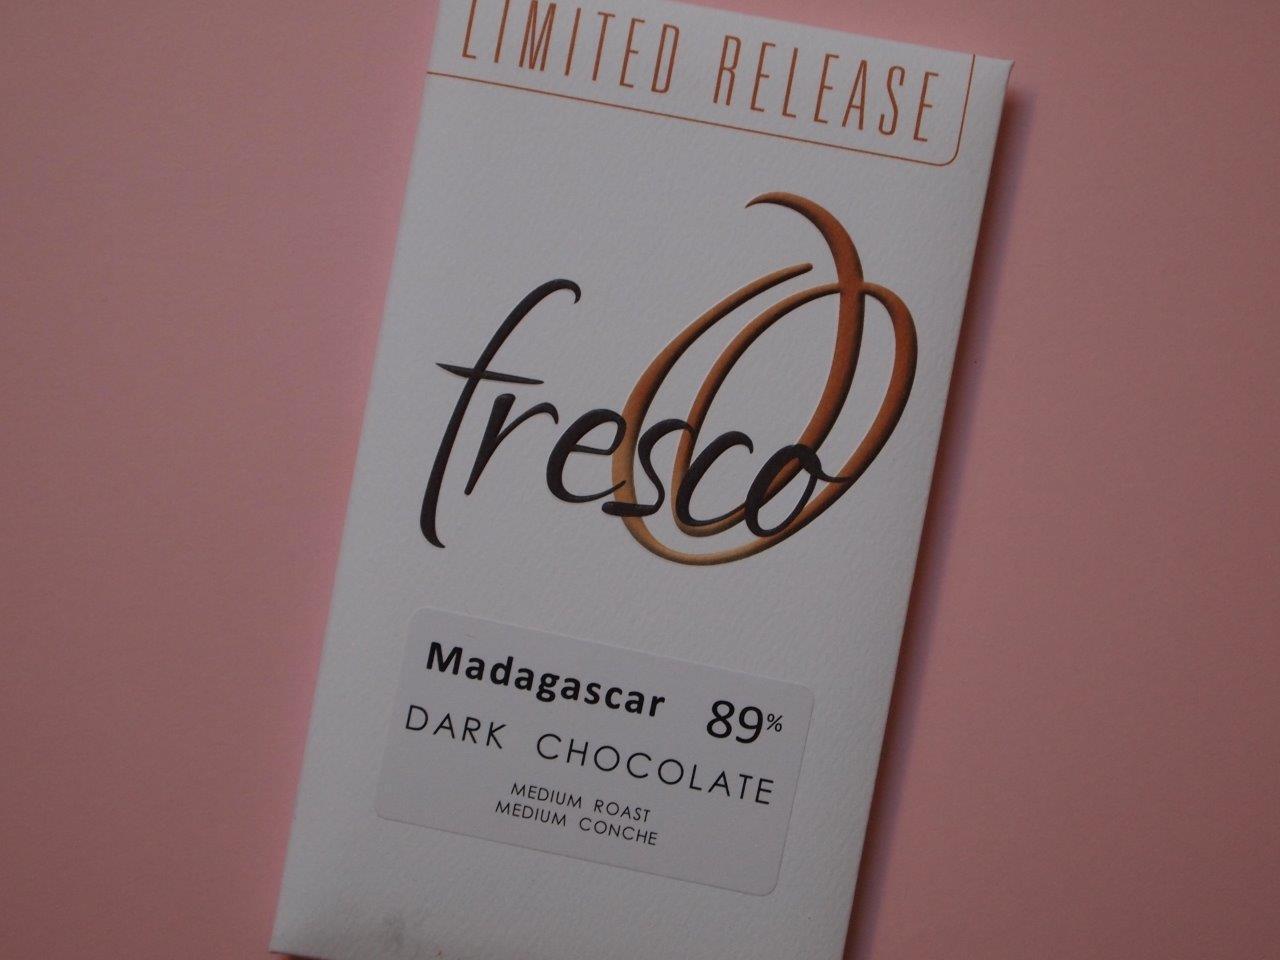 LIMITED RELEASE
fresco
Madagascar 89%
DARK CHOCOLATE
MEDIUM ROAST
MEDIUM CONCHE